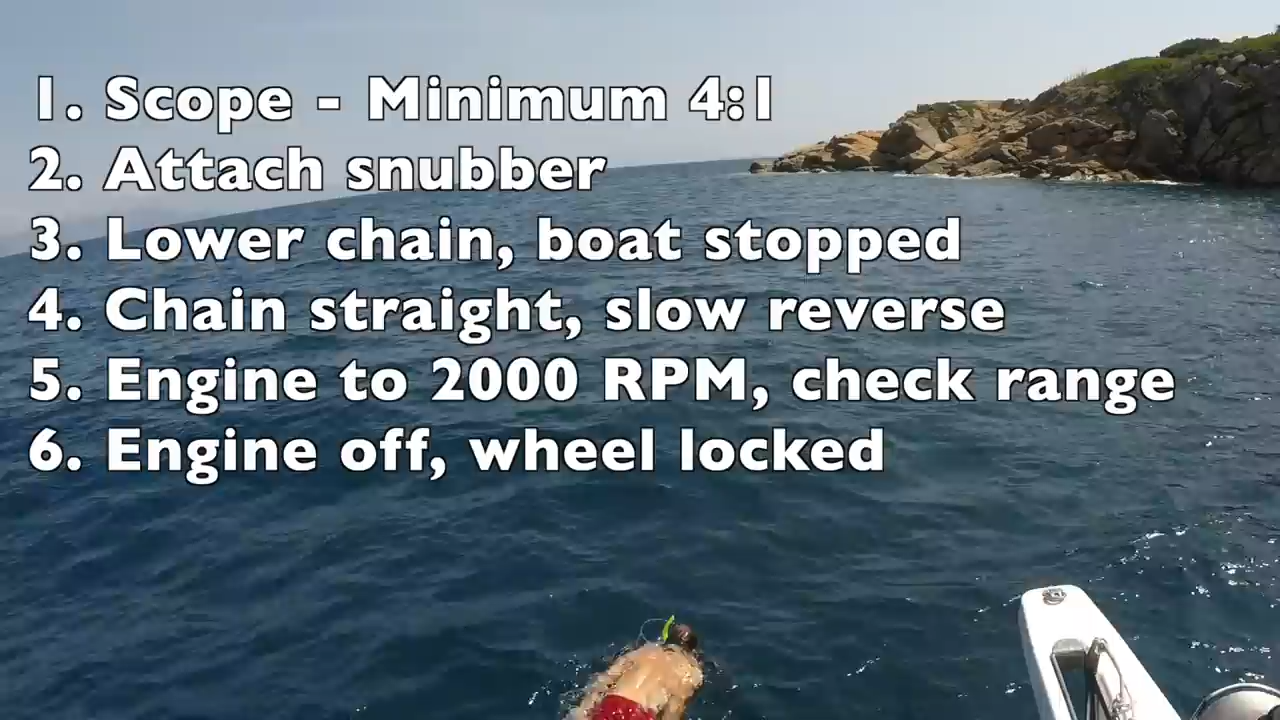 1. Scope - Minimum 4:1
2. Attach snubber
3. Lower chain, boat stopped
4. Chain straight, slow reverse
5. Engine to 2000 RPM, check range
6. Engine off, wheel locked